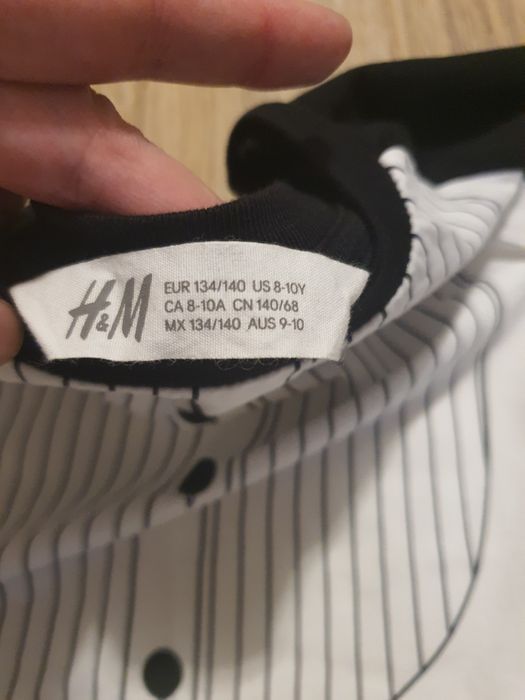 H&M
EUR 134/140 US 8-10Y
CA 8-10A CN 140/68
MX 134/140 AUS 9-10